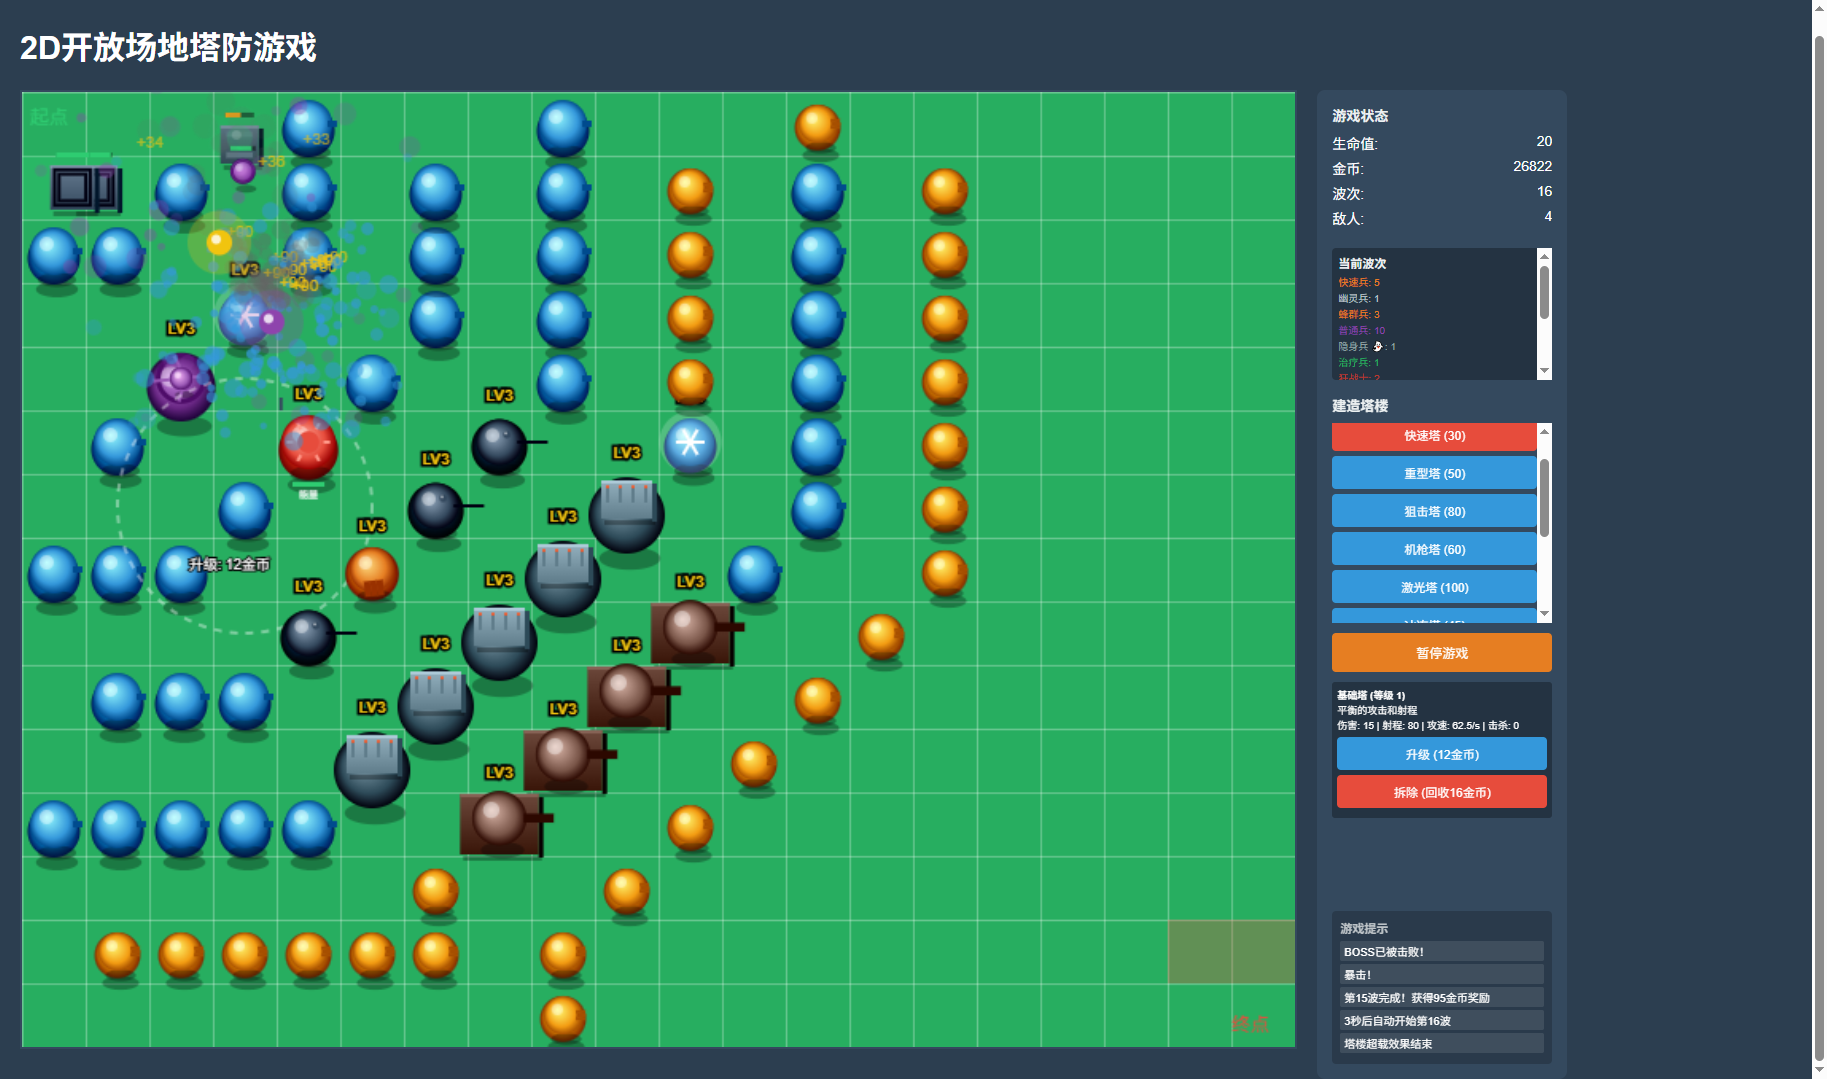 2D开放场地塔防游戏
起点
+34
+33
+36
+90
LV3
+90
+90
LV3
LV3
LV3
LV3
LV3
能量
LV3
LV3
升级: 12金币
LV3
LV3
LV3
LV3
LV3
LV3
LV3
LV3
终点
游戏状态
生命值: 20
金币: 26822
波次: 16
敌人: 4
当前波次
快速兵: 5
幽灵兵: 1
蜂群兵: 3
普通兵: 10
隐身兵 👻: 1
治疗兵: 1
狂战士: 2
建造塔楼
快速塔 (30)
重型塔 (50)
狙击塔 (80)
机枪塔 (60)
激光塔 (100)
暂停游戏
基础塔 (等级 1)
平衡的攻击和射程
伤害: 15 | 射程: 80 | 攻速: 62.5/s | 击杀: 0
升级 (12金币)
拆除 (回收16金币)
游戏提示
BOSS已被击败！
暴击！
第15波完成！获得95金币奖励
3秒后自动开始第16波
塔楼超载效果结束